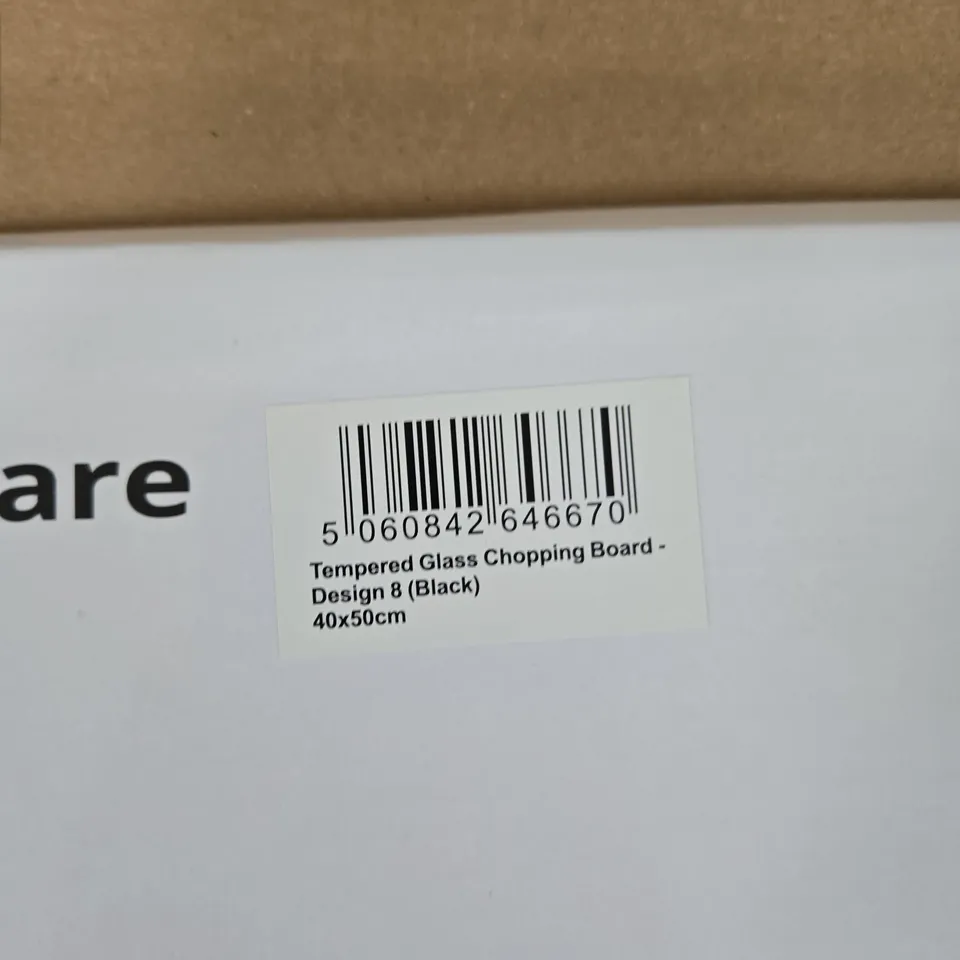 are
5 060842 646670
Tempered Glass Chopping Board -
Design 8 (Black)
40x50cm